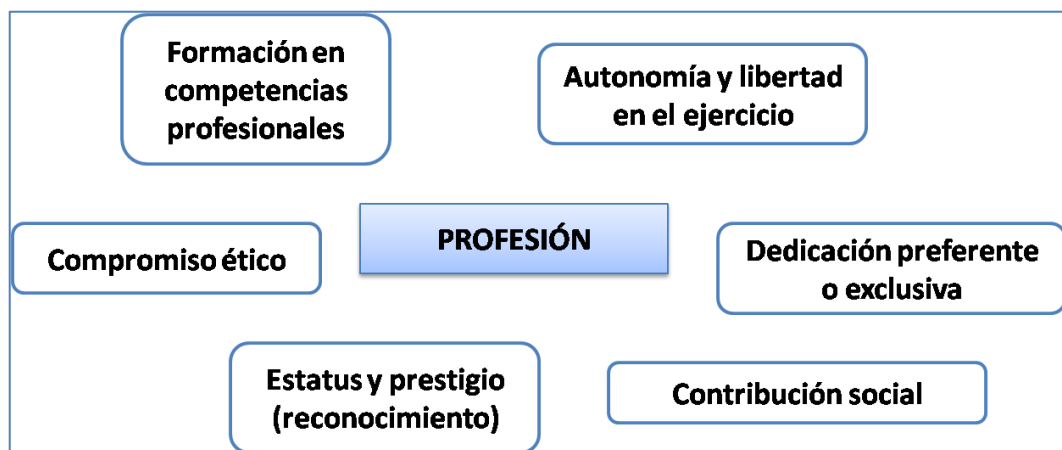 Formación en
competencias
profesionales
Autonomía y libertad
en el ejercicio
PROFESIÓN
Compromiso ético
Dedicación preferente
o exclusiva
Estatus y prestigio
(reconocimiento)
Contribución social